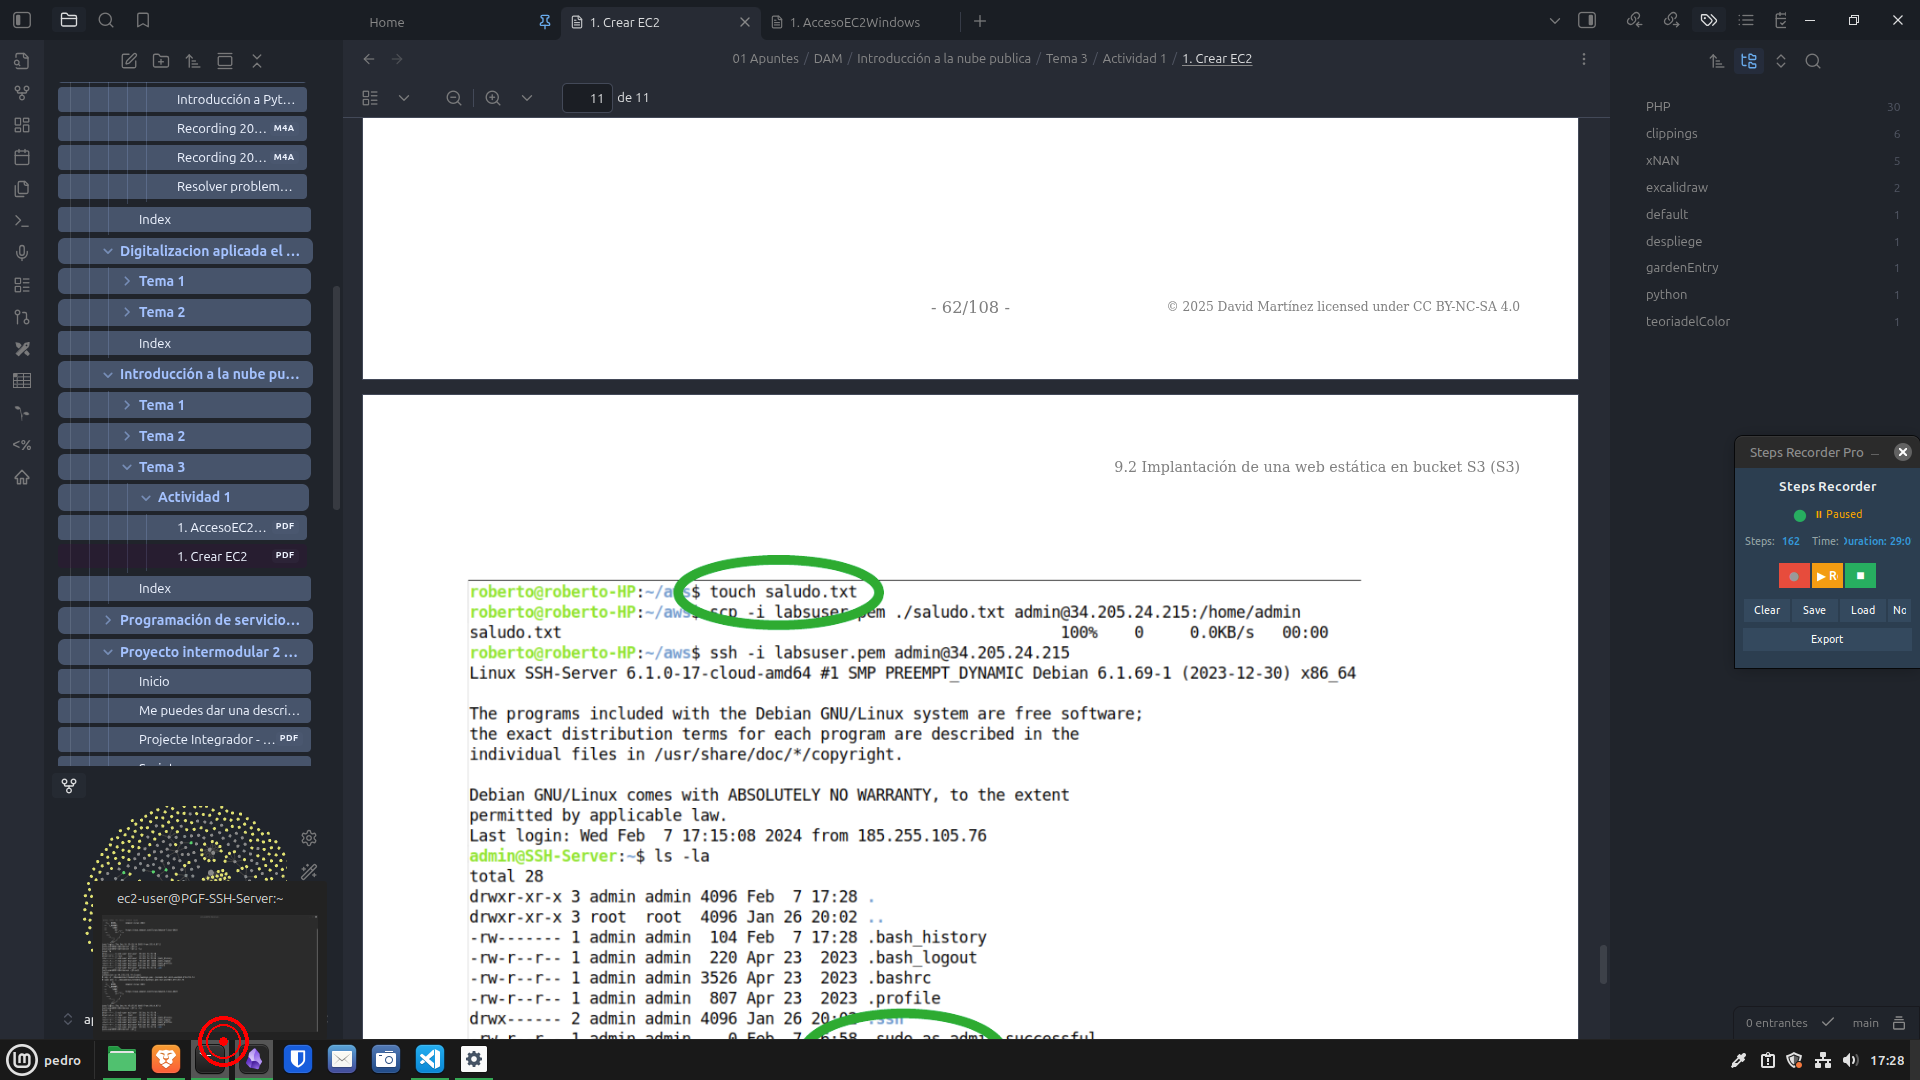 Home
1. Crear EC2
1. AccesoEC2Windows
01 Apuntes / DAM / Introducción a la nube publica / Tema 3 / Actividad 1 / 1. Crear EC2
11 de 11
Introducción a Pyt...
Recording 20... M4A
Recording 20... M4A
Resolver problem...
Index
Digitalizacion aplicada el ...
Tema 1
Tema 2
Index
Introducción a la nube pu...
Tema 1
Tema 2
Tema 3
Actividad 1
1. AccesoEC2... PDF
1. Crear EC2 PDF
Index
Programación de servicio...
Proyecto intermodular 2 ...
Inicio
Me puedes dar una descri...
Projecte Integrador - ... PDF
ec2-user@PGF-SSH-Server:~
- 62/108 -
© 2025 David Martínez licensed under CC BY-NC-SA 4.0
9.2 Implantación de una web estática en bucket S3 (S3)
roberto@roberto-HP:~/aws$ touch saludo.txt
roberto@roberto-HP:~/aws$ scp -i labsuser.pem ./saludo.txt admin@34.205.24.215:/home/admin
saludo.txt 100% 0 0.0KB/s 00:00
roberto@roberto-HP:~/aws$ ssh -i labsuser.pem admin@34.205.24.215
Linux SSH-Server 6.1.0-17-cloud-amd64 #1 SMP PREEMPT_DYNAMIC Debian 6.1.69-1 (2023-12-30) x86_64
The programs included with the Debian GNU/Linux system are free software;
the exact distribution terms for each program are described in the
individual files in /usr/share/doc/*/copyright.
Debian GNU/Linux comes with ABSOLUTELY NO WARRANTY, to the extent
permitted by applicable law.
Last login: Wed Feb  7 17:15:08 2024 from 185.255.105.76
admin@SSH-Server:~$ ls -la
total 28
drwxr-xr-x 3 admin admin 4096 Feb  7 17:28 .
drwxr-xr-x 3 root  root  4096 Jan 26 20:02 ..
-rw------- 1 admin admin  104 Feb  7 17:28 .bash_history
-rw-r--r-- 1 admin admin  220 Apr 23  2023 .bash_logout
-rw-r--r-- 1 admin admin 3526 Apr 23  2023 .bashrc
-rw-r--r-- 1 admin admin  807 Apr 23  2023 .profile
drwx------ 2 admin admin 4096 Jan 26 20:02 .ssh
PHP 30
clippings 6
xNAN 5
excalidraw 2
default 1
despliege 1
gardenEntry 1
python 1
teoriadelColor 1
Steps Recorder Pro
Steps Recorder
Paused
Steps: 162 Time: Duration: 29:0
R
Clear Save Load No
Export
0 entrantes main
pedro
17:28